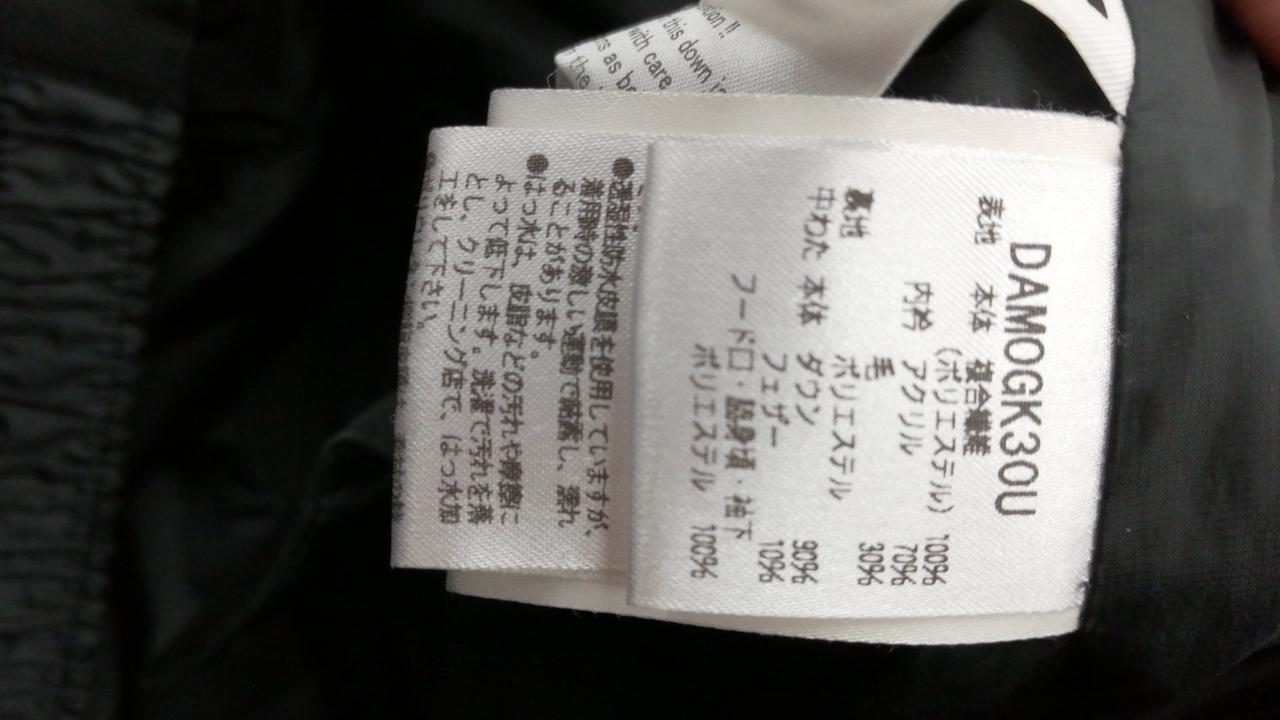 DAMOGK30U
表地 本体 複合繊維
(ポリエステル) 100%
内衿 アクリル 70%
毛 30%
裏地 ポリエステル
中わた 本体 ダウン 90%
フェザー 10%
フード口・脇身頃・袖下
ポリエステル 100%
●透湿性防水皮膜を使用していますが、
着用時の激しい運動で結露し、濡れ
ることがあります。
●はっ水は、皮脂などの汚れや摩擦に
よって低下します。洗濯で汚れを落
とし、クリーニング店で、はっ水加
工をして下さい。
!!
this down
with care
as
the